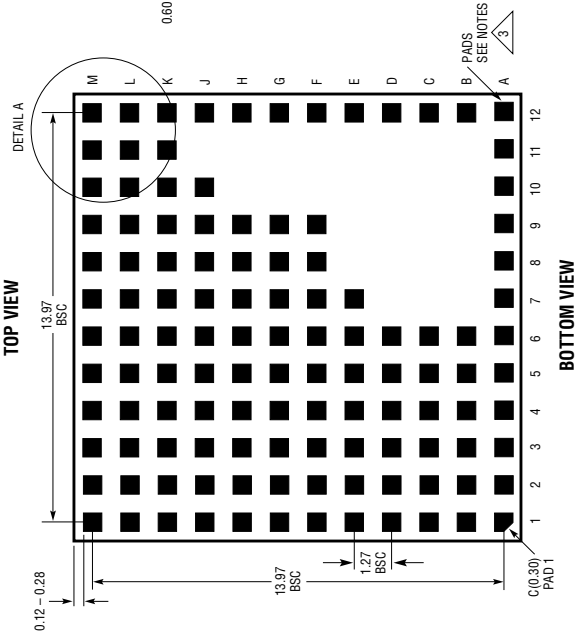 TOP VIEW
DETAIL A
0.60
13.97
BSC
M
L
K
J
H
G
F
E
D
C
B
A
PADS
SEE NOTES
3
1 2 3 4 5 6 7 8 9 10 11 12
0.12 – 0.28
13.97
BSC
1.27
BSC
C(0.30)
PAD 1
BOTTOM VIEW